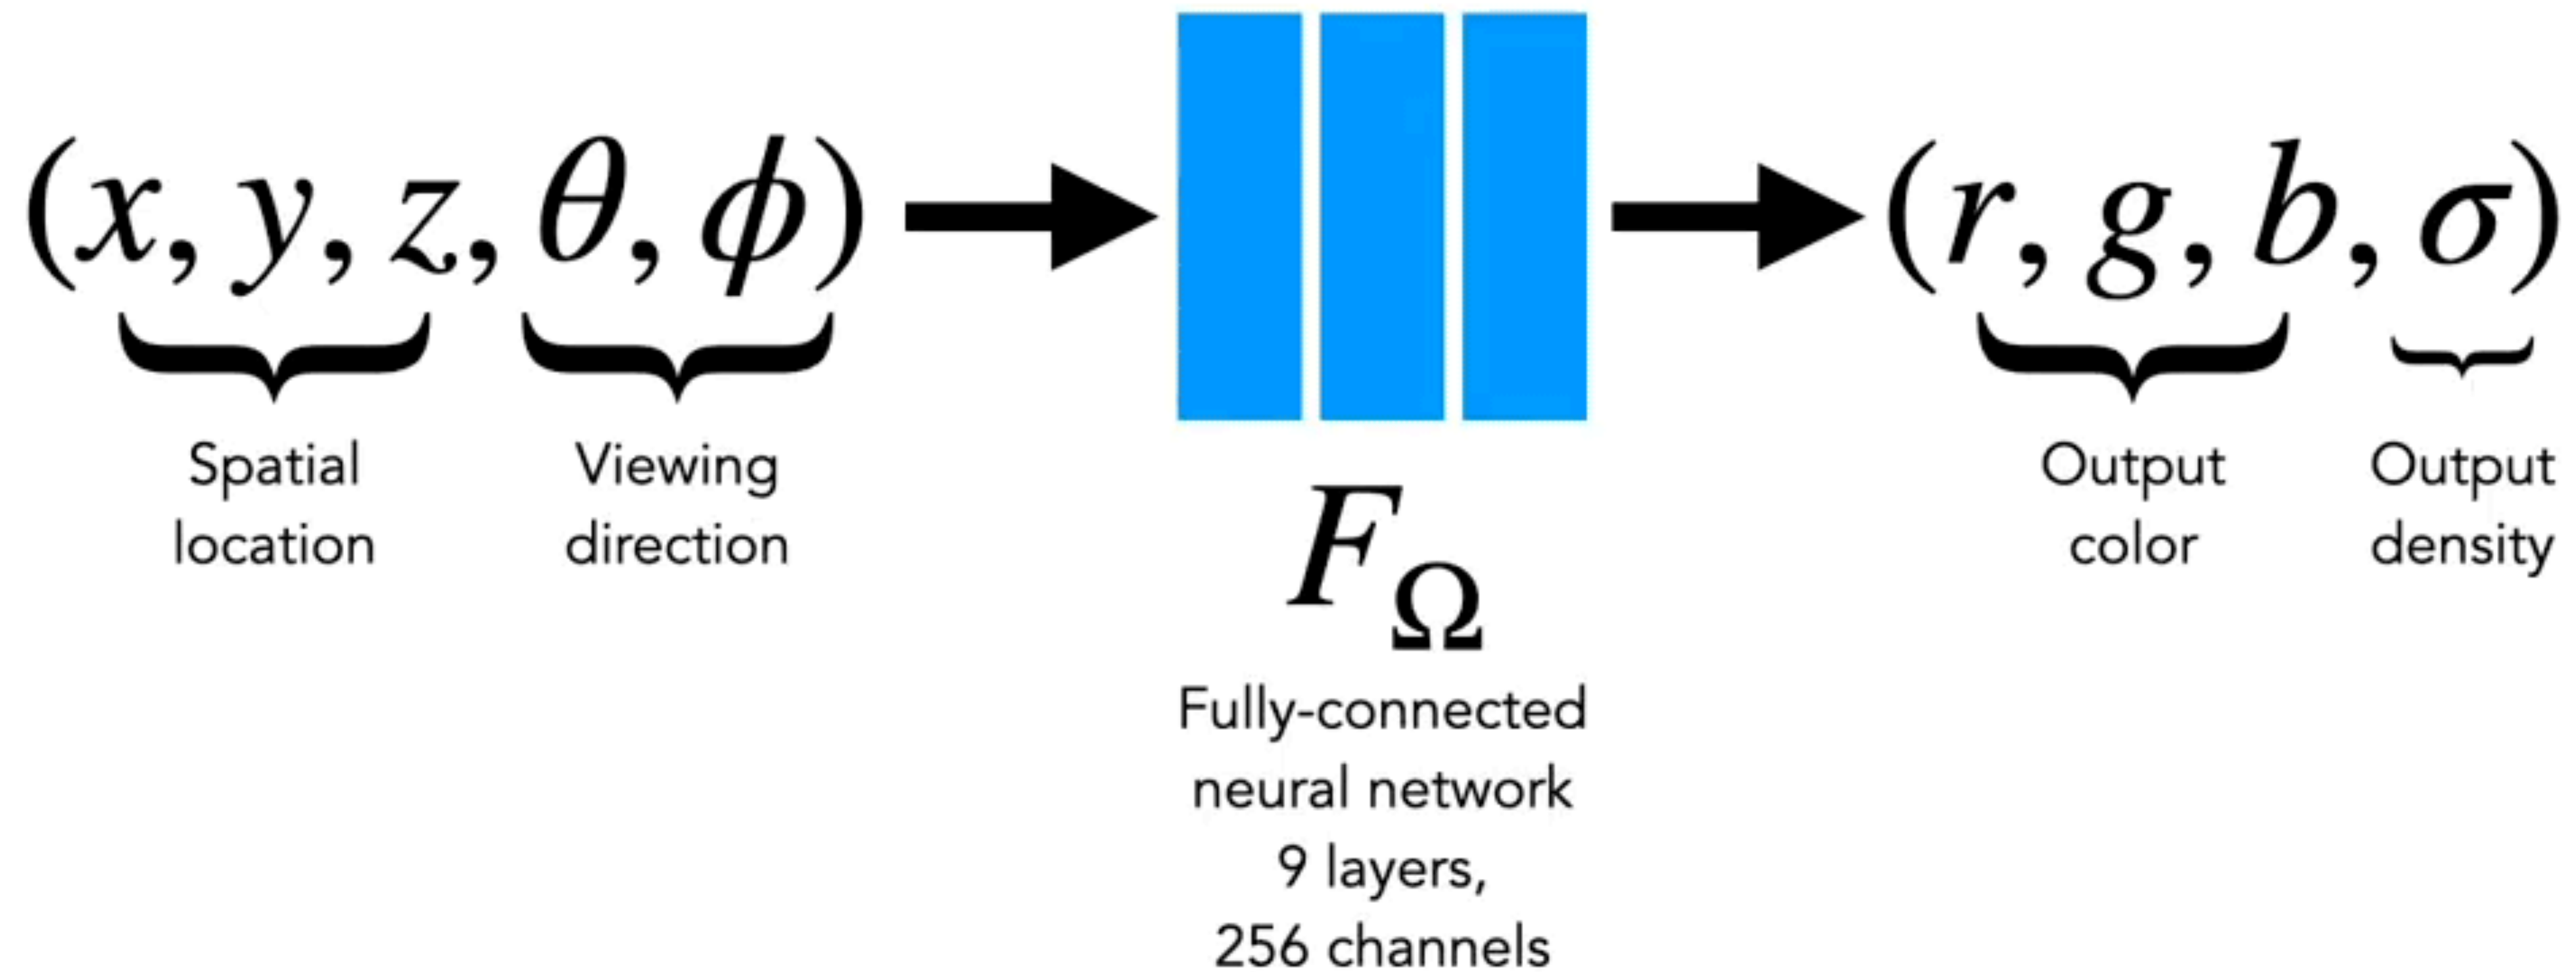 (x, y, z, θ, ϕ) (r, g, b, σ)
Spatial
location
Viewing
direction
Output
color
Output
density
F_Ω
Fully-connected
neural network
9 layers,
256 channels